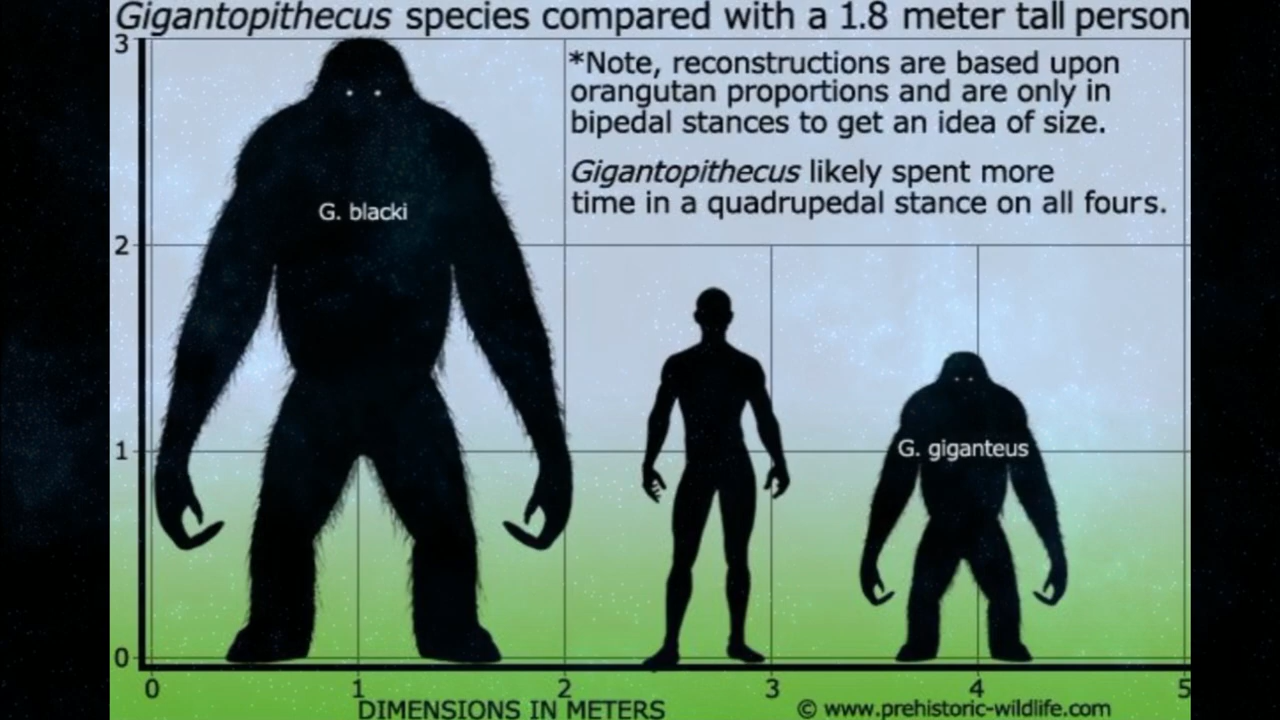 Gigantopithecus species compared with a 1.8 meter tall person
3
*Note, reconstructions are based upon
orangutan proportions and are only in
bipedal stances to get an idea of size.
Gigantopithecus likely spent more
time in a quadrupedal stance on all fours.
G. blacki
2
G. giganteus
1
0
0 1 2 3 4 5
DIMENSIONS IN METERS
© www.prehistoric-wildlife.com